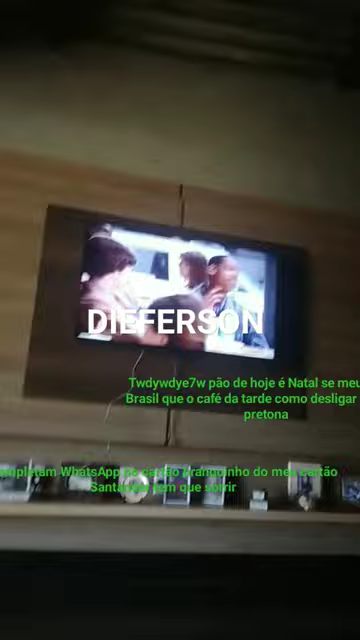 DIEFERSON
Twdywdye7w pão de hoje é Natal se meu
Brasil que o café da tarde como desligar
pretona
WhatsApp cartão do meu cartão
que sorrir